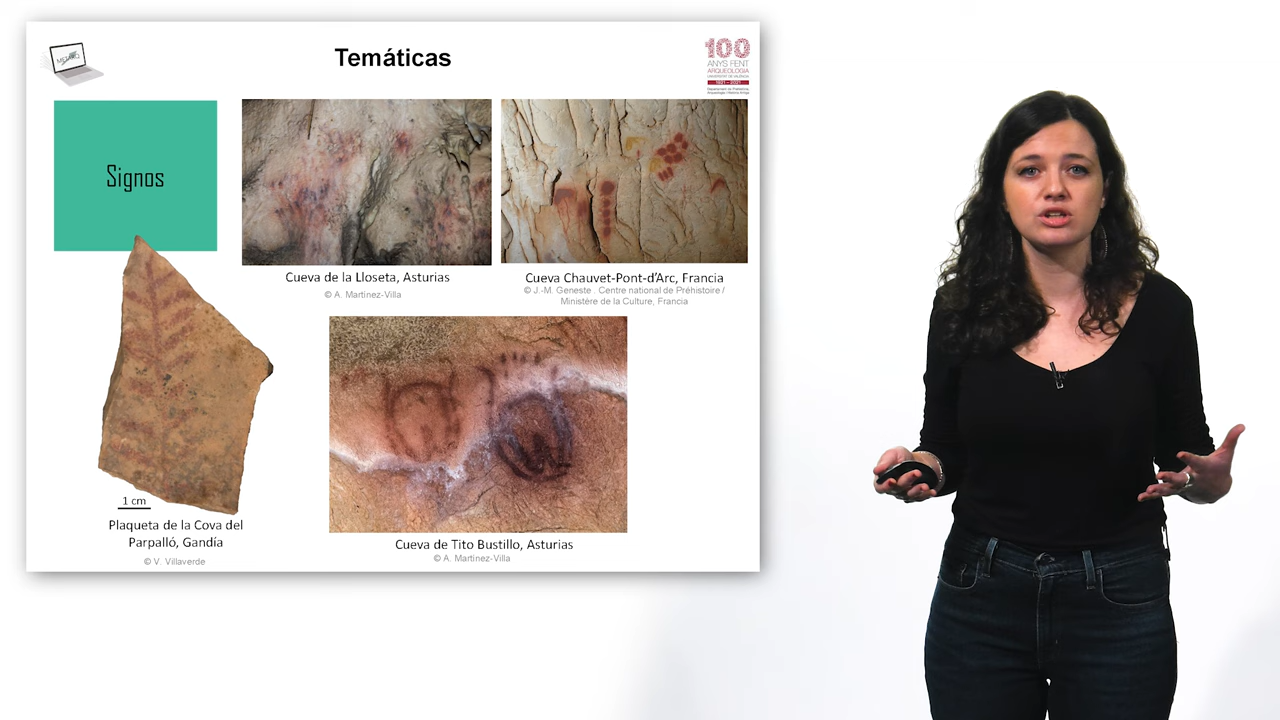 Temáticas
100
ANYS FENT
ARQUEOLOGIA
Signos
Cueva de la Lloseta, Asturias
© A. Martínez-Villa
Cueva Chauvet-Pont-d'Arc, Francia
© J.-M. Geneste . Centre national de Préhistoire /
Ministère de la Culture, Francia
1 cm
Plaqueta de la Cova del
Parpalló, Gandía
© V. Villaverde
Cueva de Tito Bustillo, Asturias
© A. Martínez-Villa